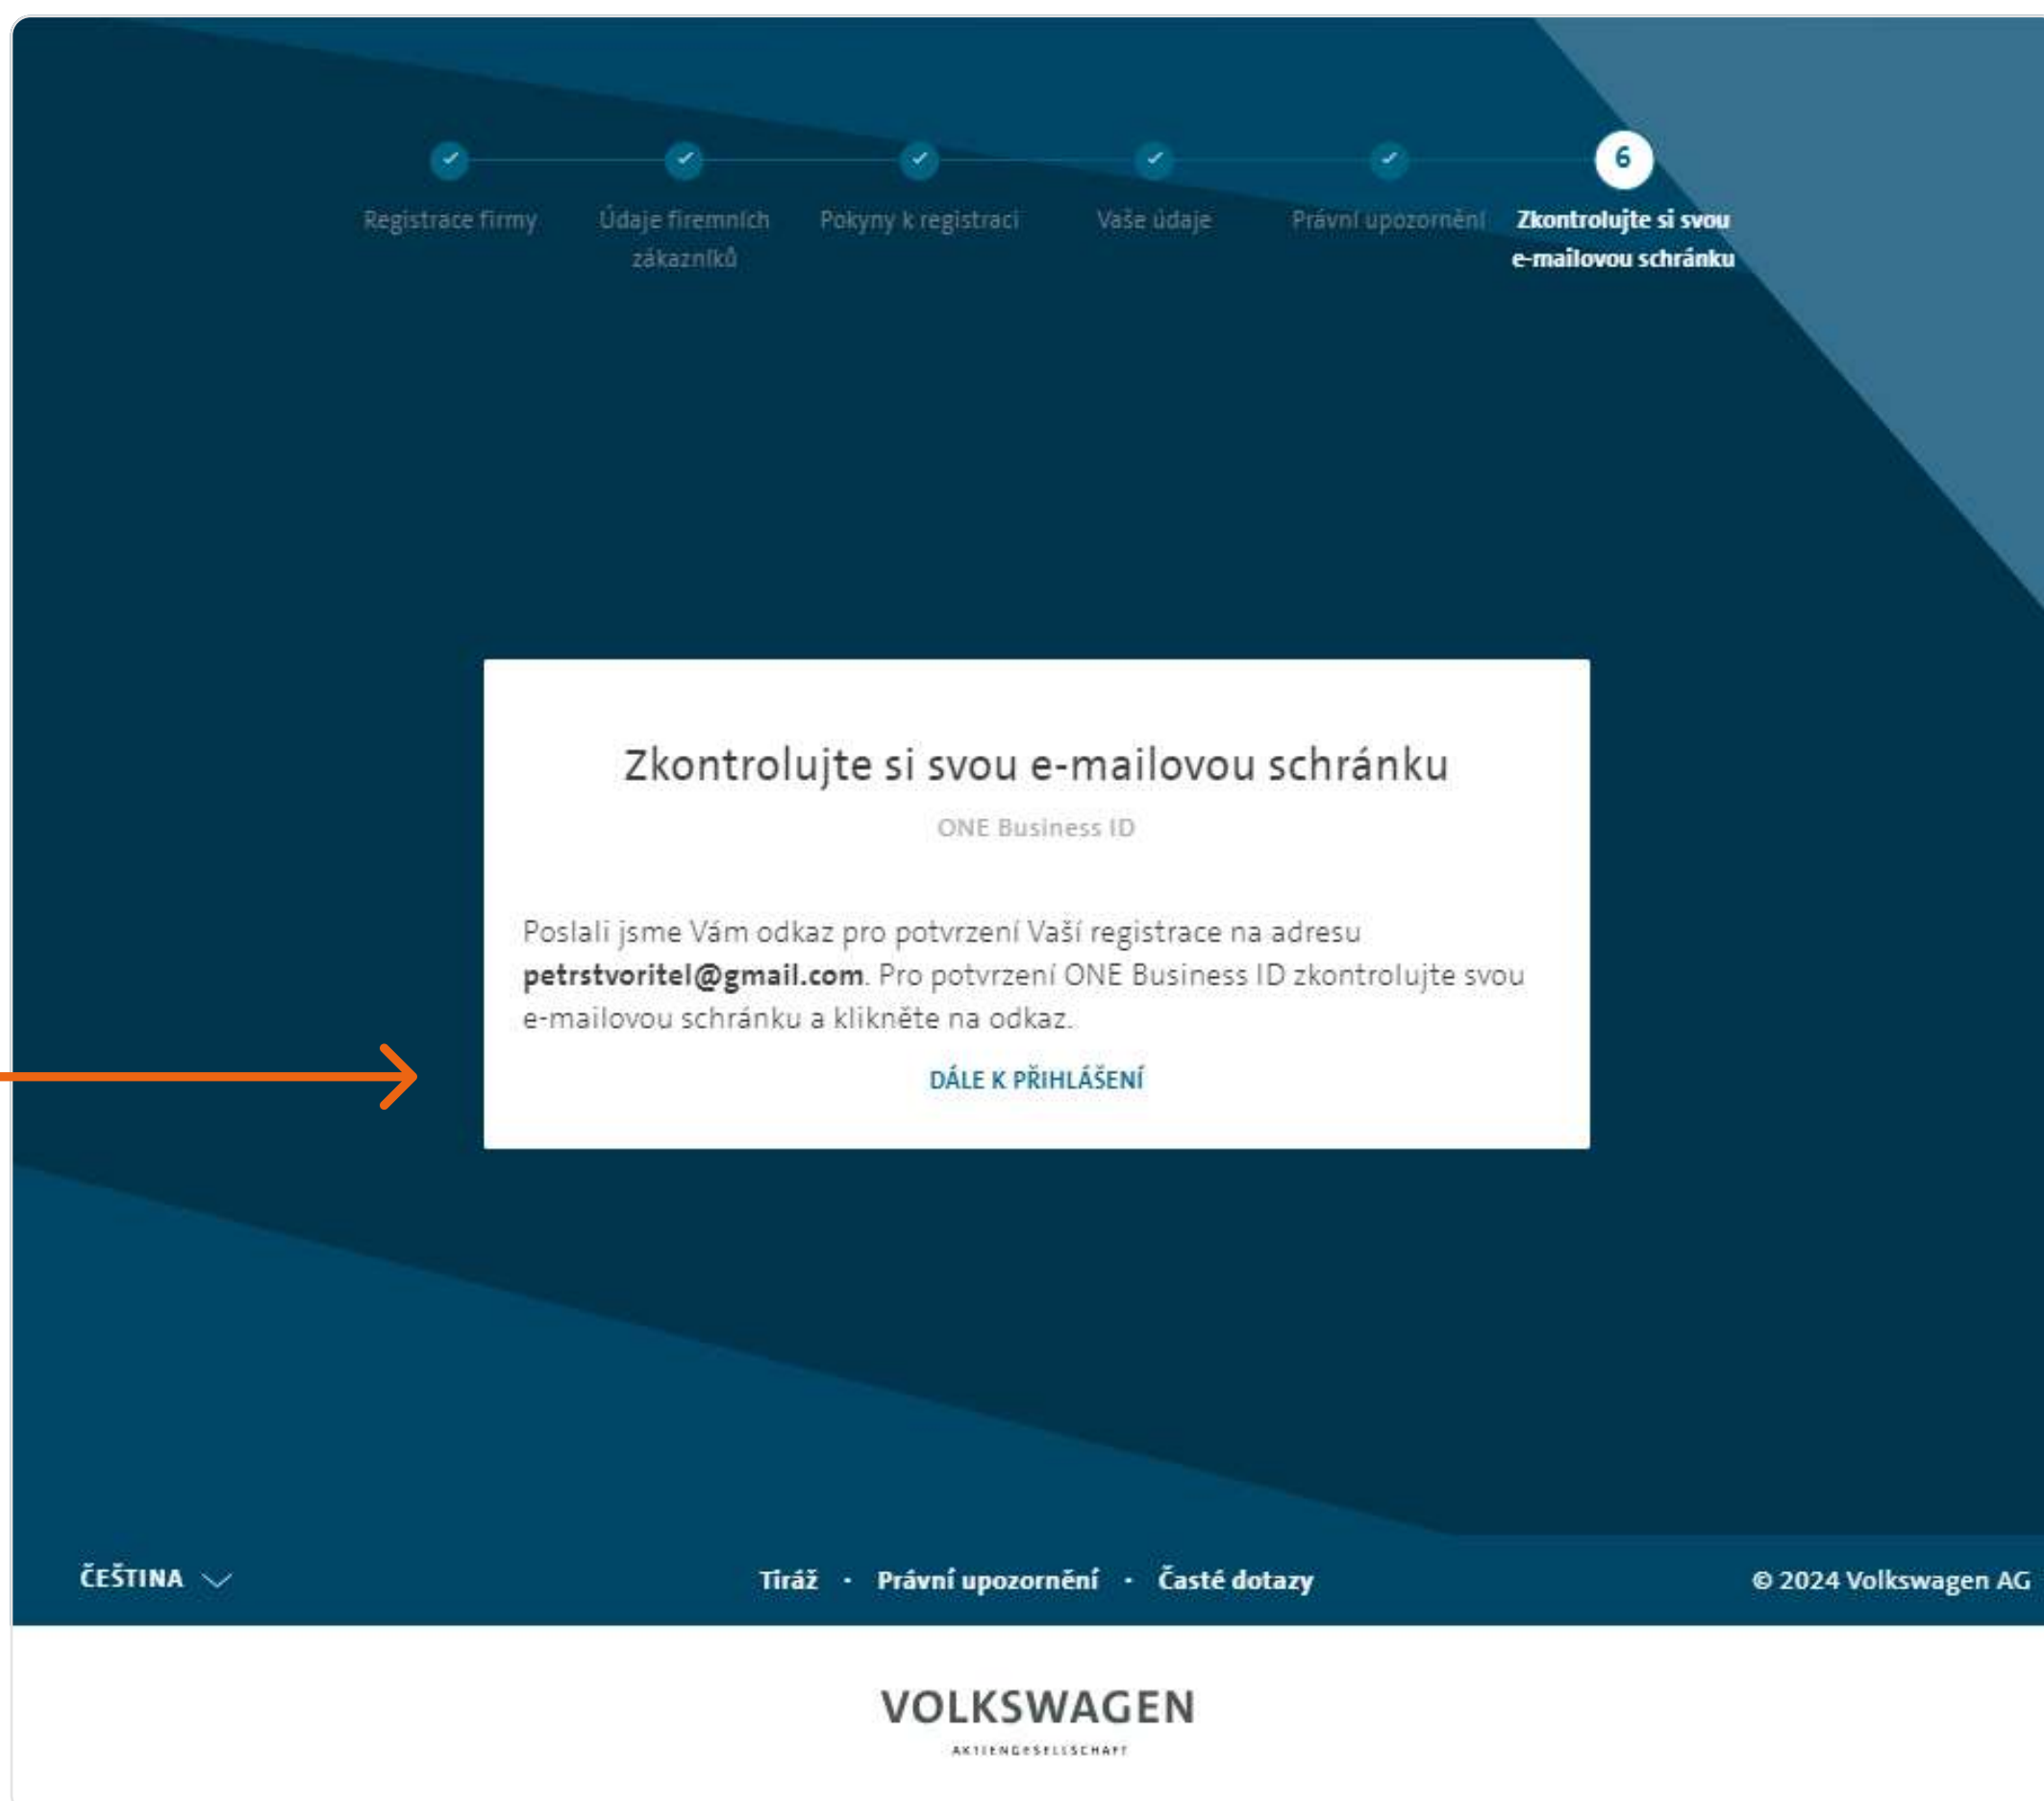 6
Registrace firmy
Údaje firemních
zákazníků
Pokyny k registraci
Vaše údaje
Právní upozornění
Zkontrolujte si svou
e-mailovou schránku
Zkontrolujte si svou e-mailovou schránku
ONE Business ID
Poslali jsme Vám odkaz pro potvrzení Vaší registrace na adresu
petrstvoritel@gmail.com. Pro potvrzení ONE Business ID zkontrolujte svou
e-mailovou schránku a klikněte na odkaz.
DÁLE K PŘIHLÁŠENÍ
ČEŠTINA
Tiráž · Právní upozornění · Časté dotazy
© 2024 Volkswagen AG
VOLKSWAGEN
AKTIENGESELLSCHAFT